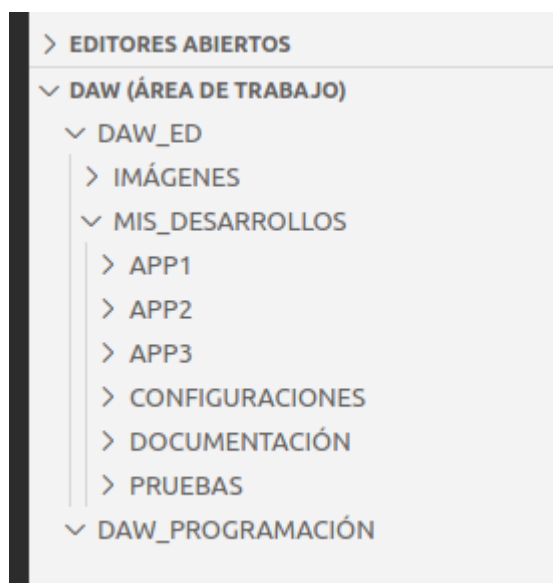 EDITORES ABIERTOS
DAW (ÁREA DE TRABAJO)
DAW_ED
IMÁGENES
MIS_DESARROLLOS
APP1
APP2
APP3
CONFIGURACIONES
DOCUMENTACIÓN
PRUEBAS
DAW_PROGRAMACIÓN